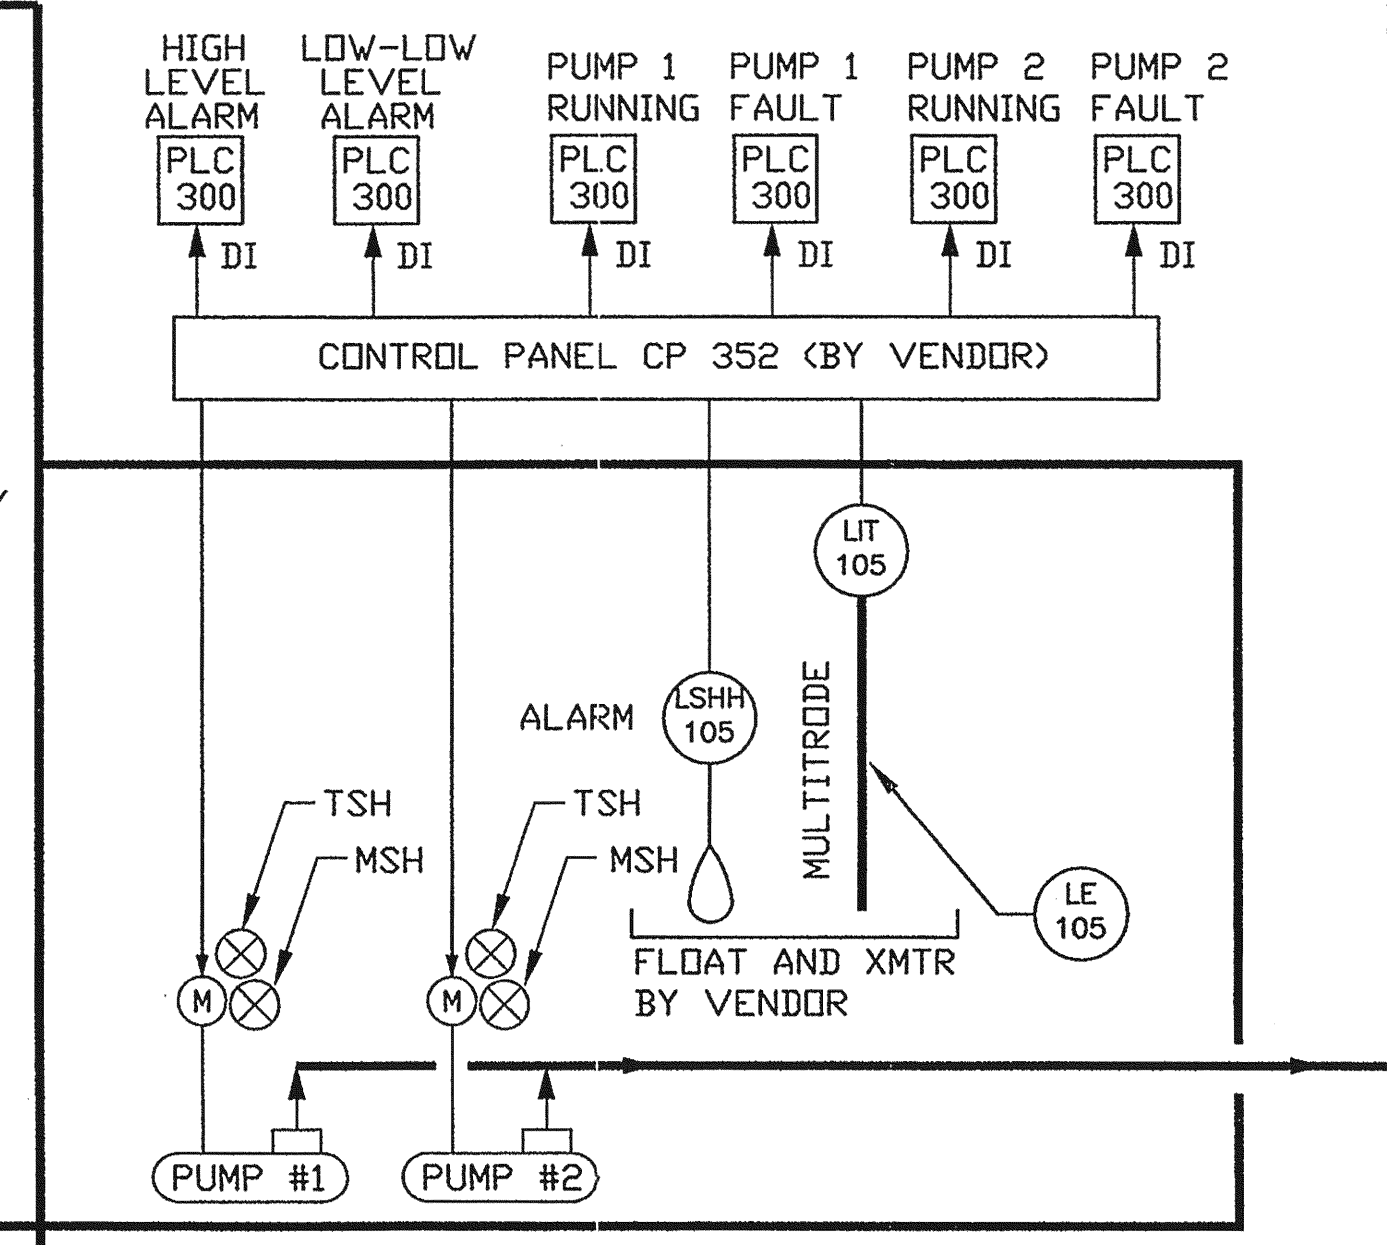 HIGH
LEVEL
ALARM
LOW-LOW
LEVEL
ALARM
PUMP 1
RUNNING
PUMP 1
FAULT
PUMP 2
RUNNING
PUMP 2
FAULT
PLC
300
PLC
300
PLC
300
PLC
300
PLC
300
PLC
300
DI
DI
DI
DI
DI
DI
CONTROL PANEL CP 352 (BY VENDOR)
LIT
105
MULTITRODE
ALARM
LSHH
105
TSH
MSH
TSH
MSH
LE
105
FLOAT AND XMTR
BY VENDOR
M
M
PUMP #1
PUMP #2